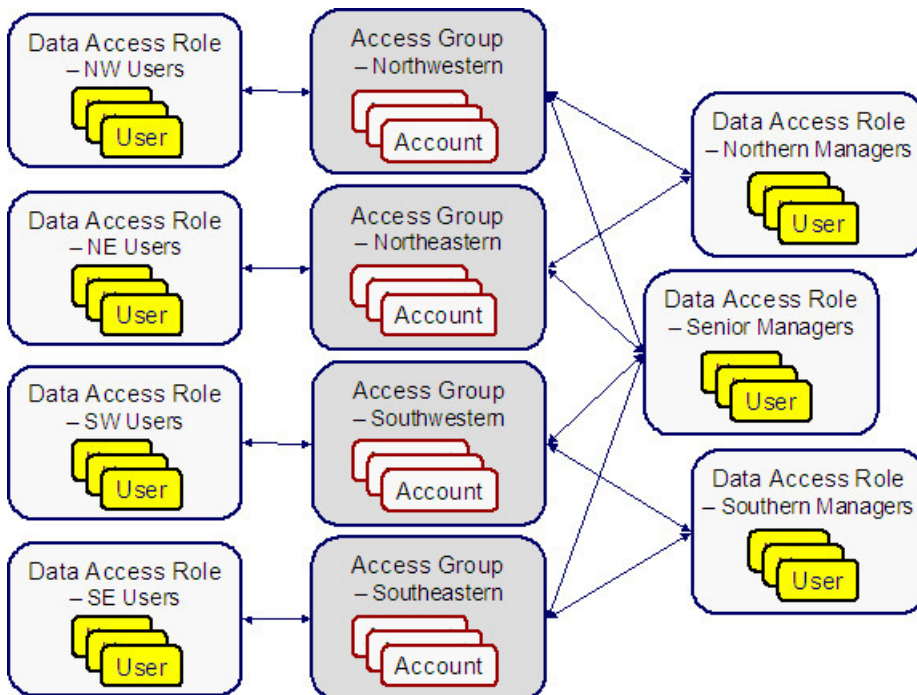 Data Access Role
– NW Users
User
Access Group
– Northwestern
Account
Data Access Role
– Northern Managers
User
Data Access Role
– NE Users
User
Access Group
– Northeastern
Account
Data Access Role
– Senior Managers
User
Data Access Role
– SW Users
User
Access Group
– Southwestern
Account
Data Access Role
– Southern Managers
User
Data Access Role
– SE Users
User
Access Group
– Southeastern
Account